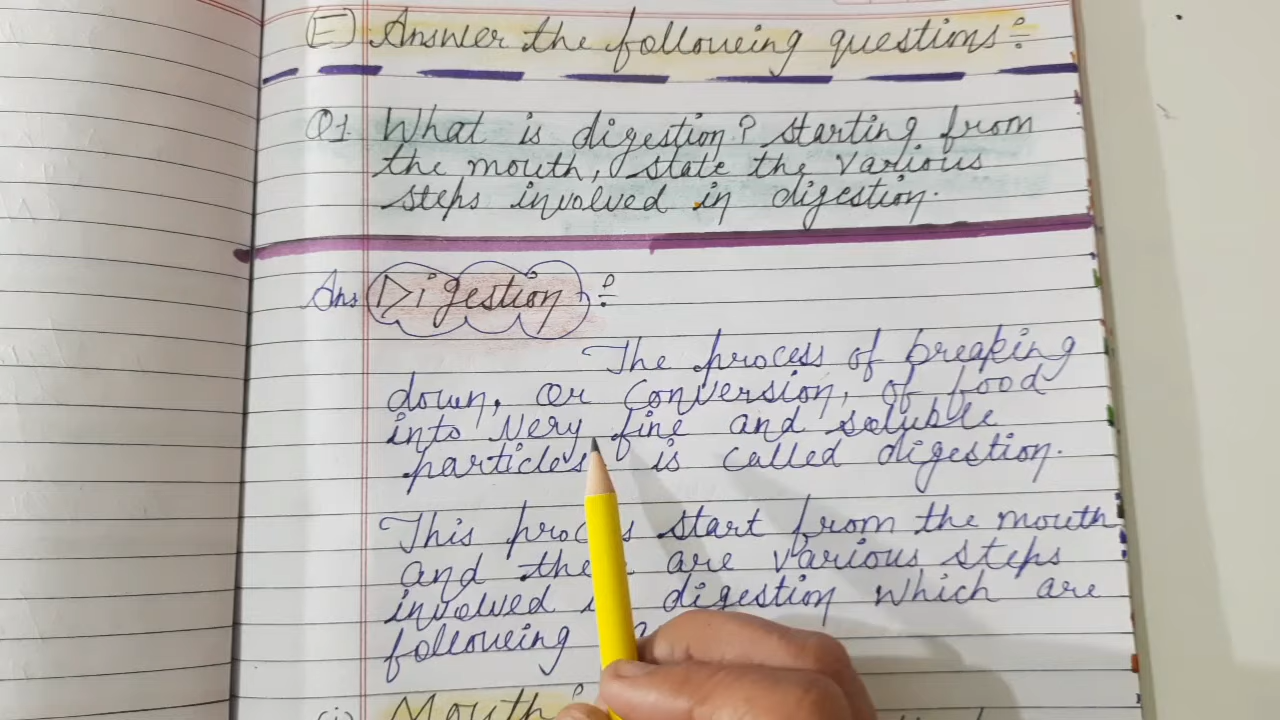 (E) Answer the following questions:-
Q1 What is digestion? starting from
the mouth, state the various
steps involved in digestion.
Ans Digestion :-
The process of breaking
down, or conversion, of food
into very fine and soluble
particles is called digestion.
This process start from the mouth
and the are various steps
involved digestion which are
following
(i) Mouth :